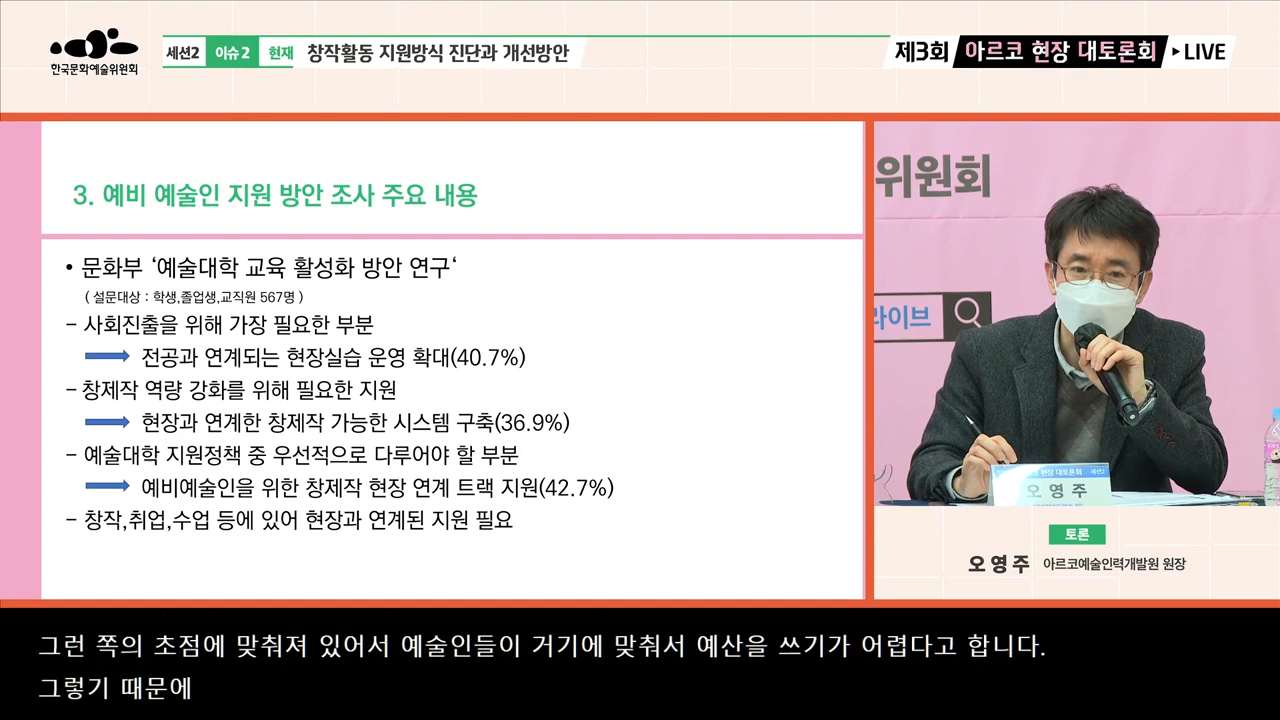 한국문화예술위원회
세션2 이슈 2 현재 창작활동 지원방식 진단과 개선방안
제3회 아르코 현장 대토론회 LIVE
3. 예비 예술인 지원 방안 조사 주요 내용
• 문화부 ‘예술대학 교육 활성화 방안 연구‘
( 설문대상 : 학생,졸업생,교직원 567명 )
- 사회진출을 위해 가장 필요한 부분
전공과 연계되는 현장실습 운영 확대(40.7%)
- 창제작 역량 강화를 위해 필요한 지원
현장과 연계한 창제작 가능한 시스템 구축(36.9%)
- 예술대학 지원정책 중 우선적으로 다루어야 할 부분
예비예술인을 위한 창제작 현장 연계 트랙 지원(42.7%)
- 창작,취업,수업 등에 있어 현장과 연계된 지원 필요
위원회
라이브
현장 대토론회 세션2
오 영 주
토론
오 영 주 아르코예술인력개발원 원장
그런 쪽의 초점에 맞춰져 있어서 예술인들이 거기에 맞춰서 예산을 쓰기가 어렵다고 합니다.
그렇기 때문에